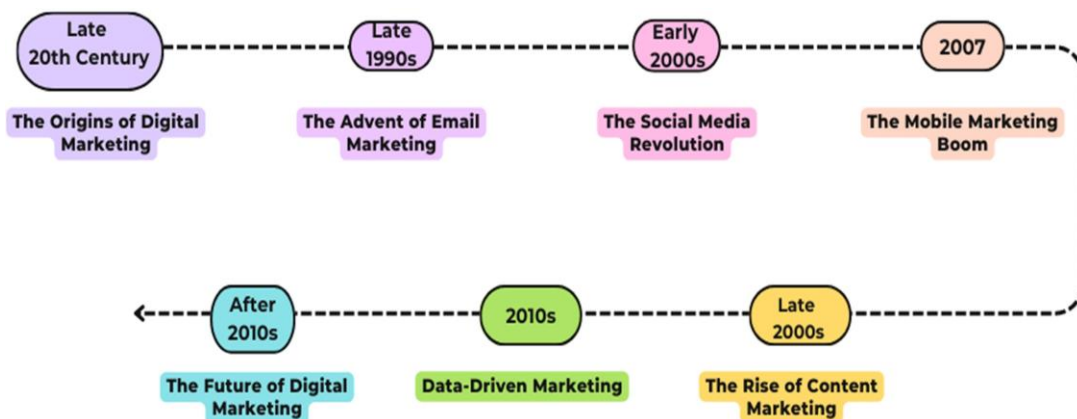 Late
20th Century
The Origins of Digital
Marketing
Late
1990s
The Advent of Email
Marketing
Early
2000s
The Social Media
Revolution
2007
The Mobile Marketing
Boom
Late
2000s
The Rise of Content
Marketing
2010s
Data-Driven Marketing
After
2010s
The Future of Digital
Marketing